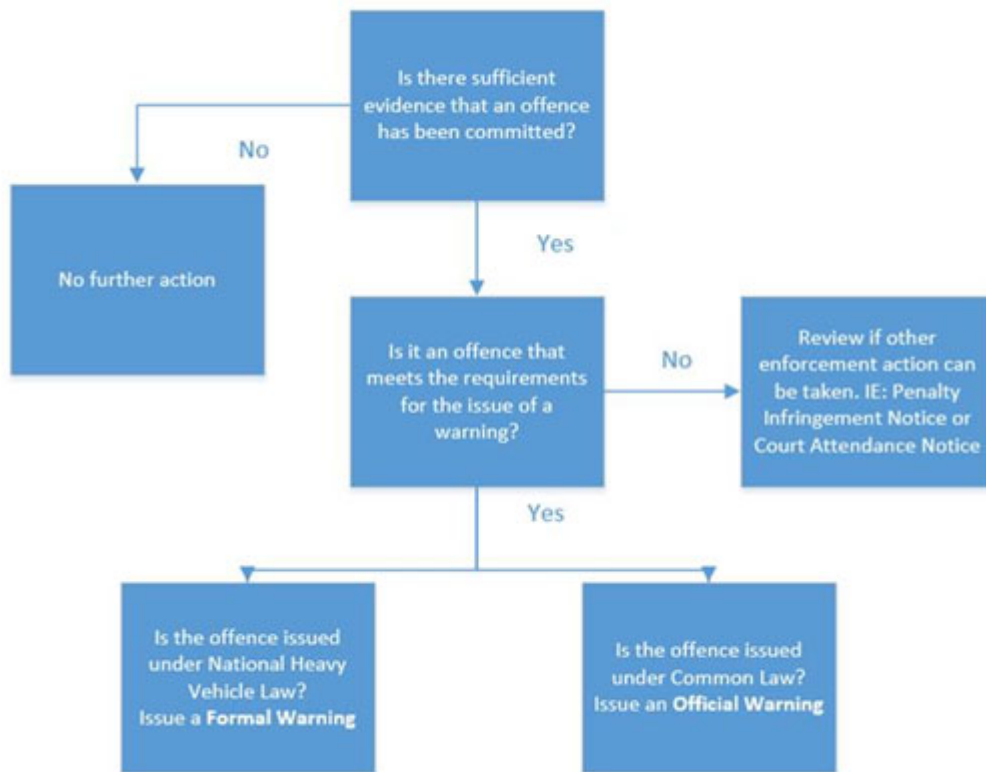 Is there sufficient
evidence that an offence
has been committed?
No
No further action
Yes
Is it an offence that
meets the requirements
for the issue of a
warning?
No
Review if other
enforcement action can
be taken. IE: Penalty
Infringement Notice or
Court Attendance Notice
Yes
Is the offence issued
under National Heavy
Vehicle Law?
Issue a Formal Warning
Is the offence issued
under Common Law?
Issue an Official Warning